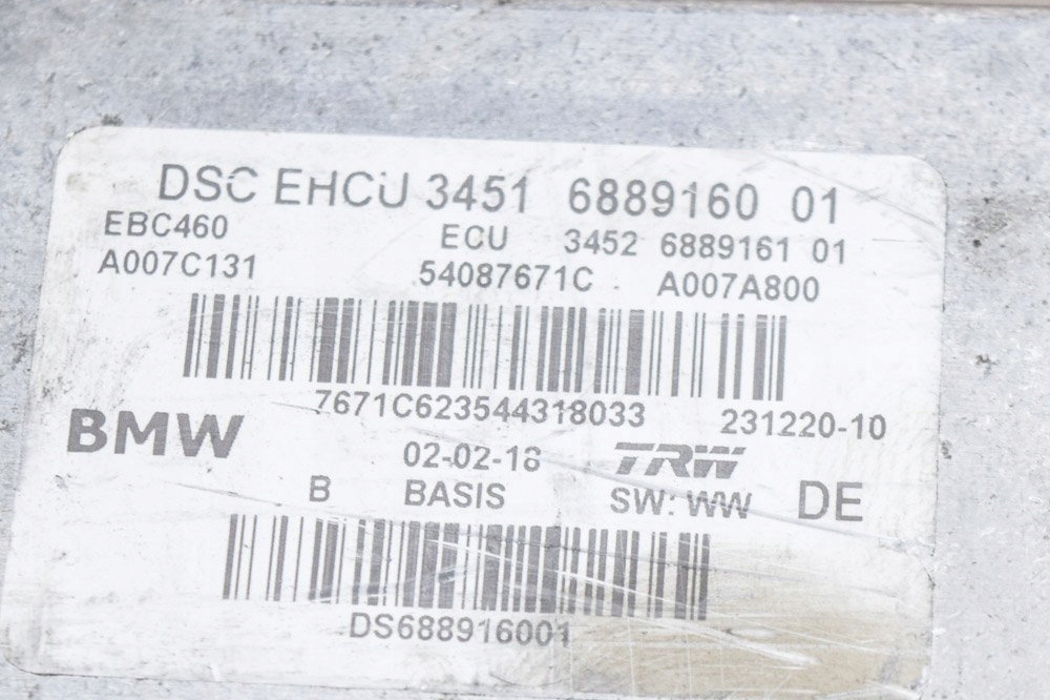 DSC EHCU 3451 6889160 01
EBC460 ECU 3452 6889161 01
A007C131 54087671C A007A800
7671C623544318033 231220-10
BMW 02-02-18 TRW
B BASIS SW: WW DE
DS688916001